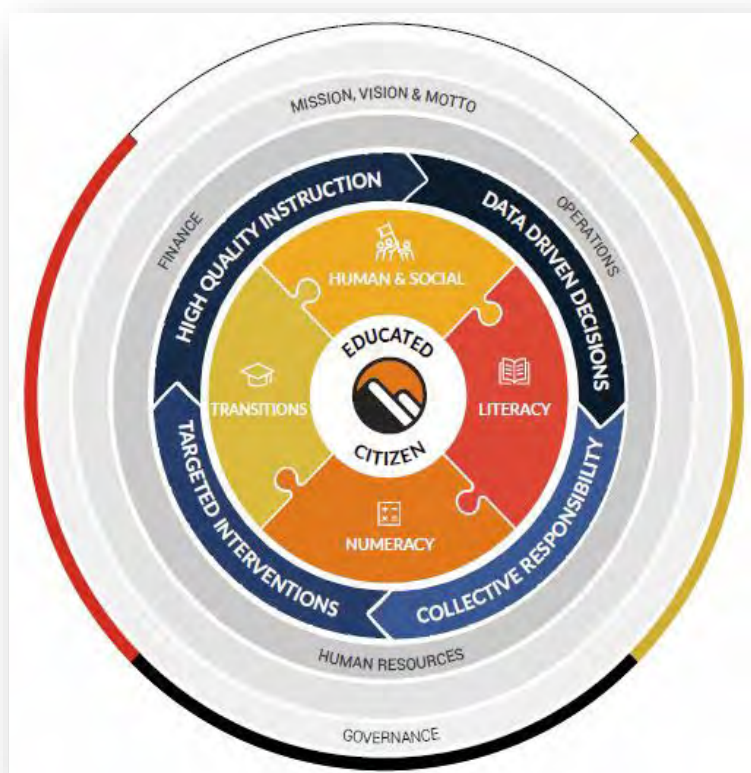 MISSION, VISION & MOTTO
FINANCE
OPERATIONS
HIGH QUALITY INSTRUCTION
DATA DRIVEN DECISIONS
HUMAN & SOCIAL
EDUCATED
TRANSITIONS
LITERACY
CITIZEN
NUMERACY
TARGETED INTERVENTIONS
COLLECTIVE RESPONSIBILITY
HUMAN RESOURCES
GOVERNANCE